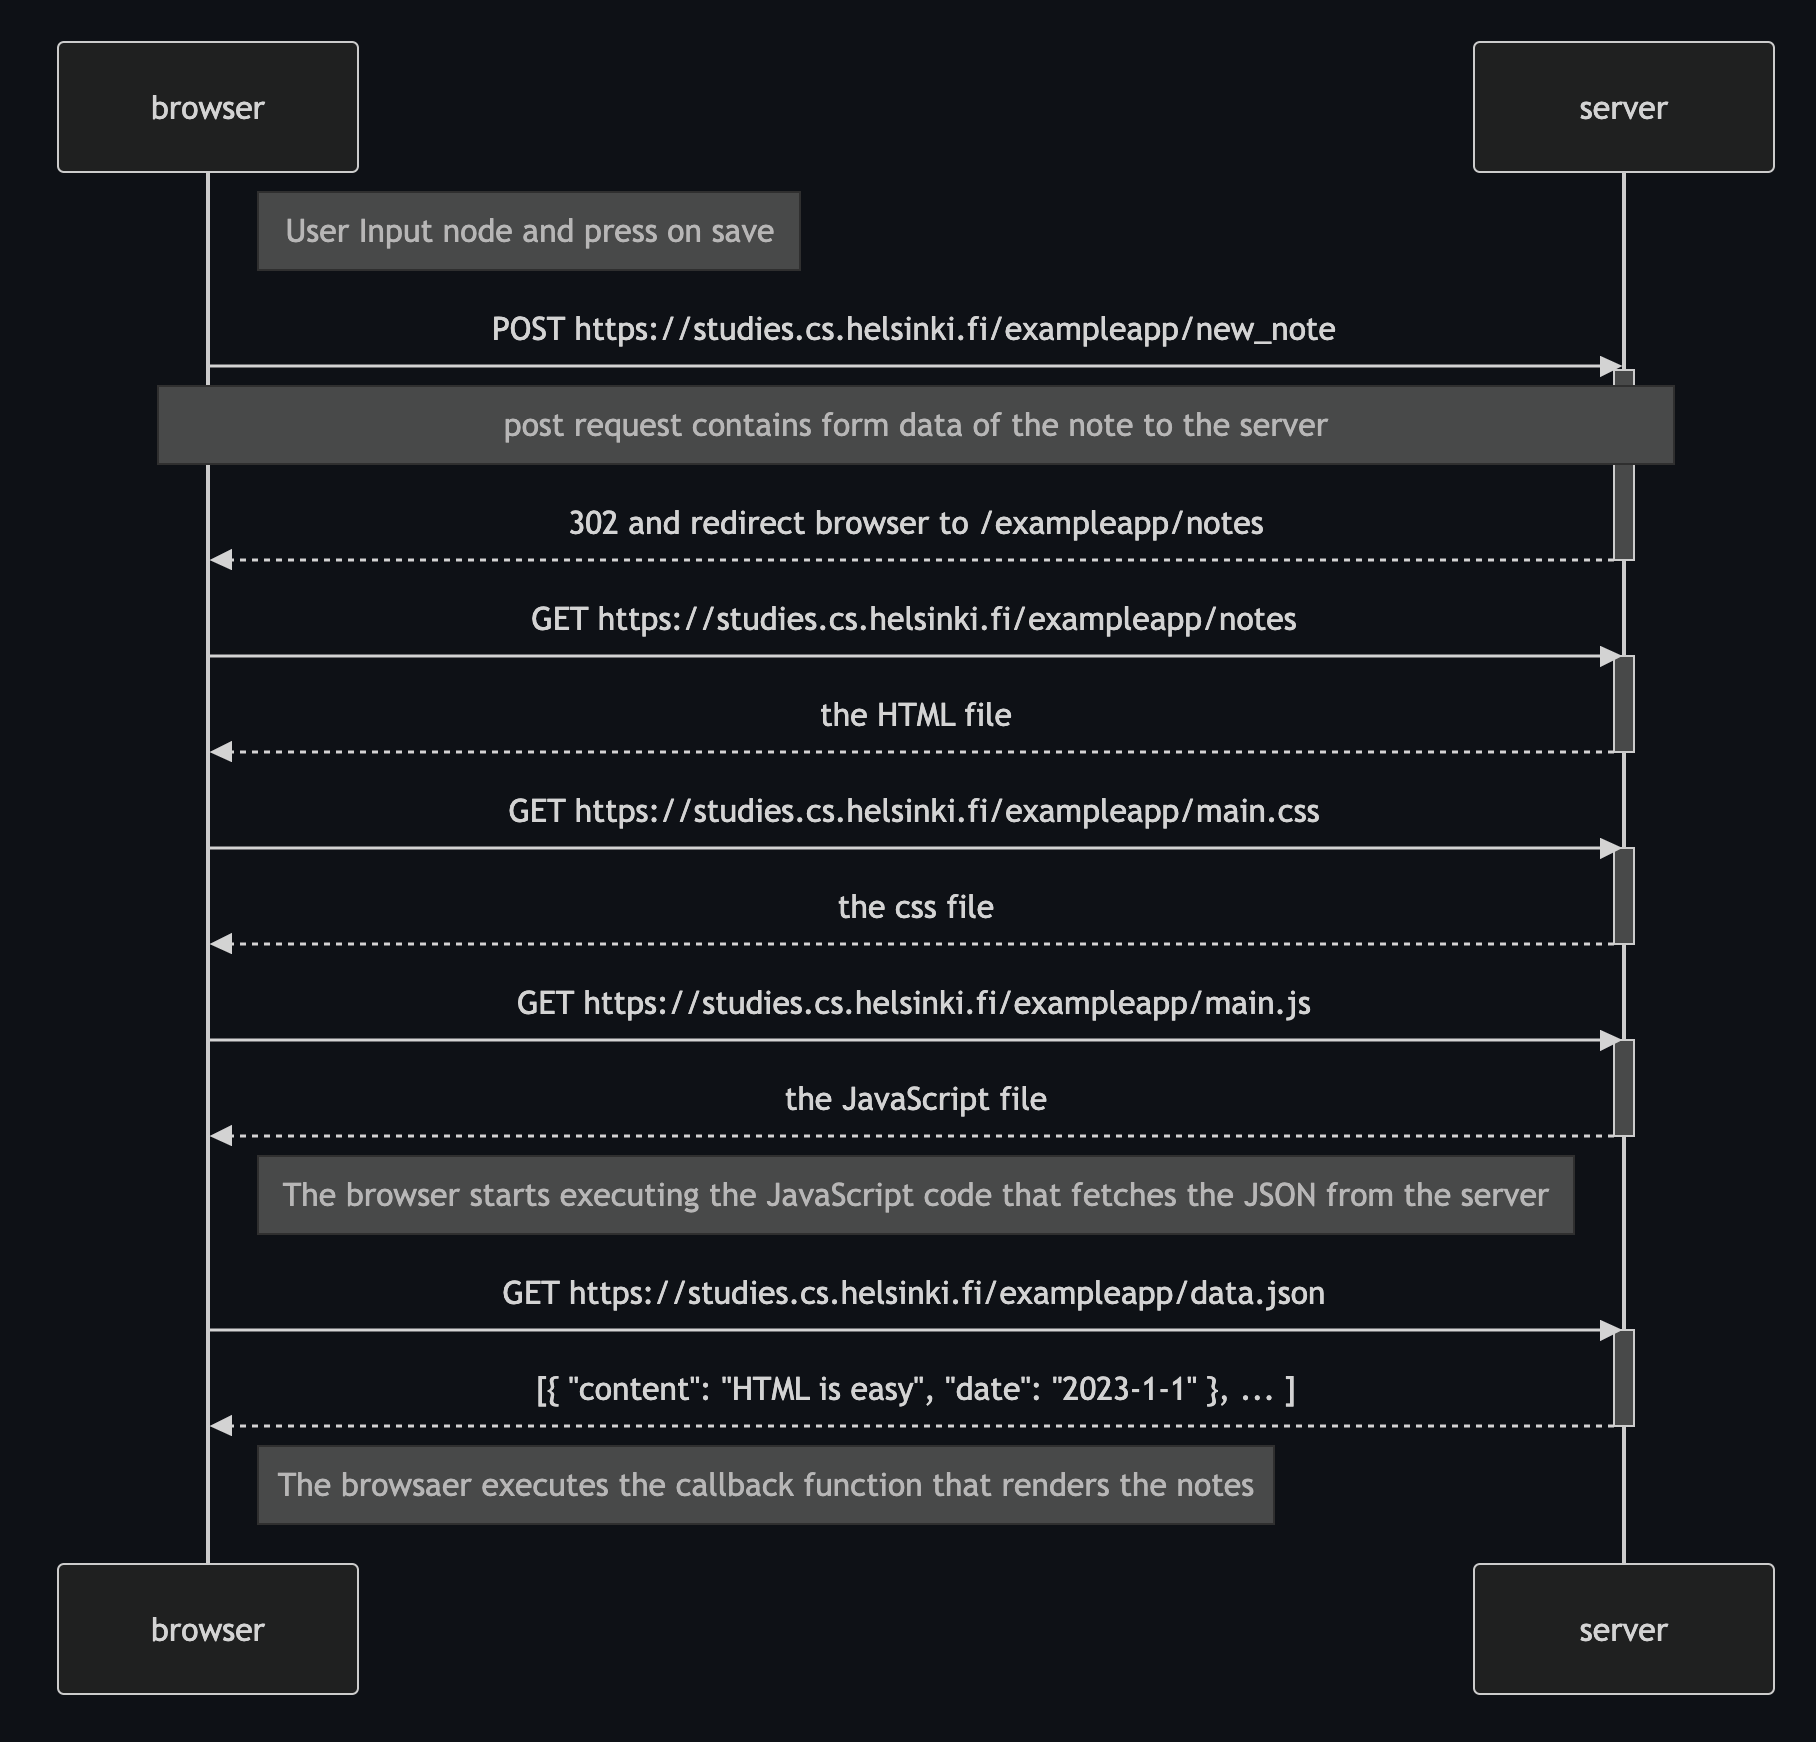 browser
server
User Input node and press on save
POST https://studies.cs.helsinki.fi/exampleapp/new_note
post request contains form data of the note to the server
302 and redirect browser to /exampleapp/notes
GET https://studies.cs.helsinki.fi/exampleapp/notes
the HTML file
GET https://studies.cs.helsinki.fi/exampleapp/main.css
the css file
GET https://studies.cs.helsinki.fi/exampleapp/main.js
the JavaScript file
The browser starts executing the JavaScript code that fetches the JSON from the server
GET https://studies.cs.helsinki.fi/exampleapp/data.json
[{ "content": "HTML is easy", "date": "2023-1-1" }, ... ]
The browsaer executes the callback function that renders the notes
browser
server